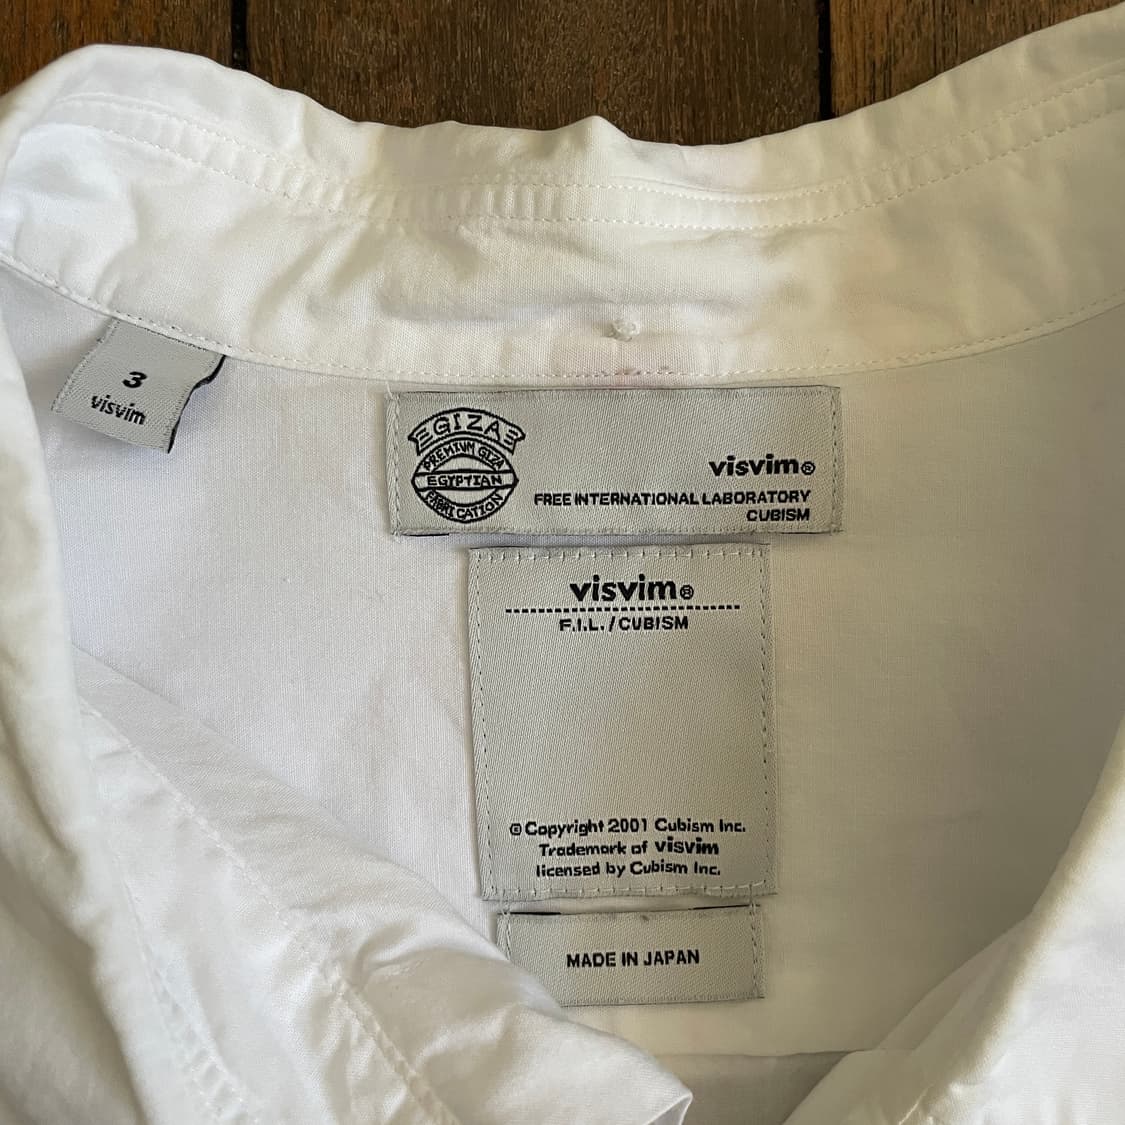 3
visvim
GIZA
PREMIUM GIZA
EGYPTIAN
FABRICATION
visvim®
FREE INTERNATIONAL LABORATORY
CUBISM
visvim®
F.I.L./CUBISM
©Copyright 2001 Cubism Inc.
Trademark of visvim
licensed by Cubism Inc.
MADE IN JAPAN